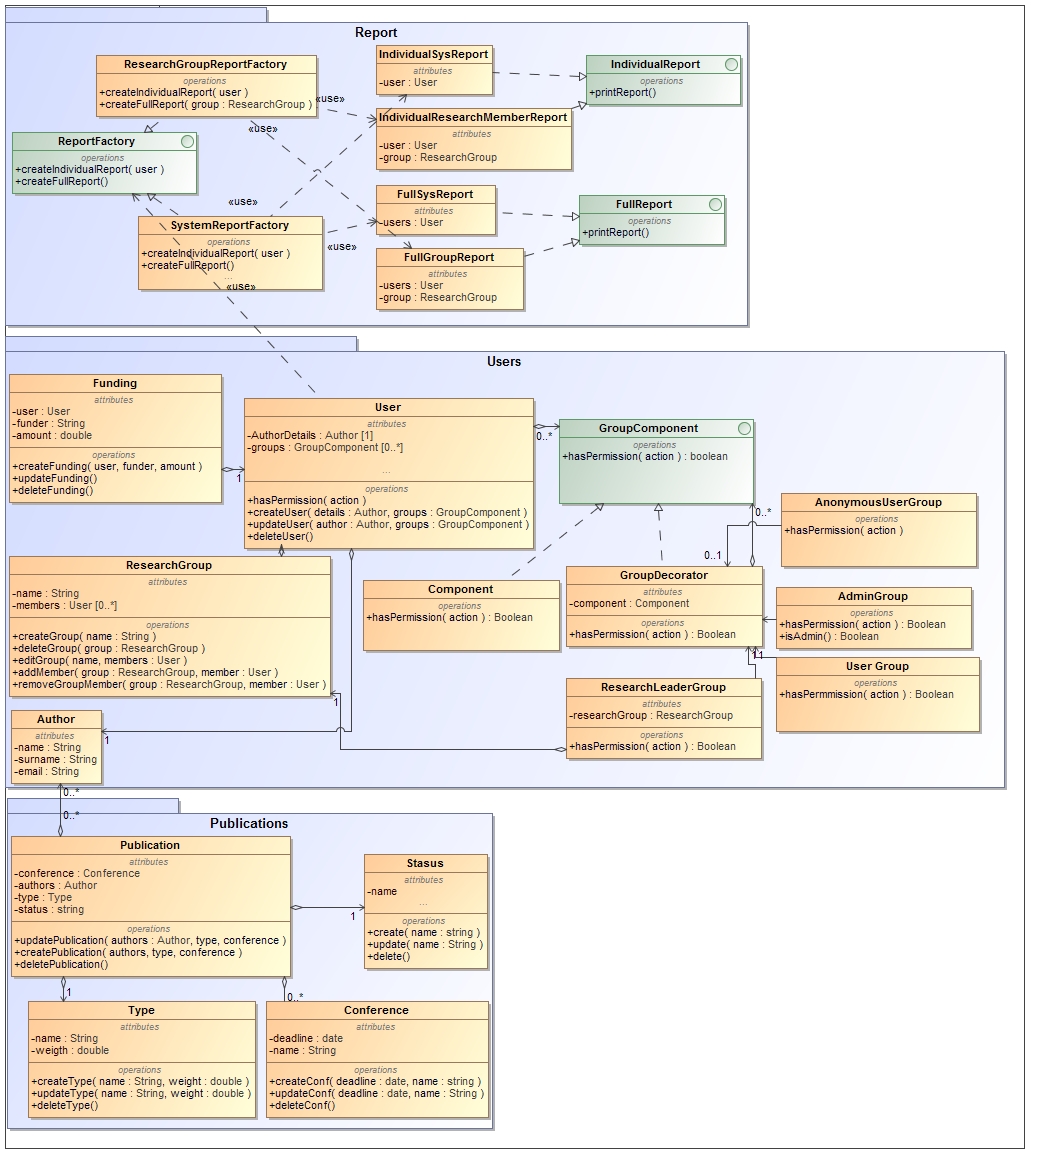 Report
ResearchGroupReportFactory
operations
+createIndividualReport( user )
+createFullReport( group : ResearchGroup )
IndividualSysReport
attributes
-user : User
IndividualReport
operations
+printReport()
«use»
«use»
IndividualResearchMemberReport
attributes
-user : User
-group : ResearchGroup
ReportFactory
operations
+createIndividualReport( user )
+createFullReport()
«use»
FullSysReport
attributes
-users : User
FullReport
operations
+printReport()
SystemReportFactory
operations
+createIndividualReport( user )
+createFullReport()
...
«use»
«use»
FullGroupReport
attributes
-users : User
-group : ResearchGroup
Users
Funding
attributes
-user : User
-funder : String
-amount : double
operations
+createFunding( user, funder, amount )
+updateFunding()
+deleteFunding()
1
User
attributes
-AuthorDetails : Author [1]
-groups : GroupComponent [0..*]
...
operations
+hasPermission( action )
+createUser( details : Author, groups : GroupComponent )
+updateUser( author : Author, groups : GroupComponent )
+deleteUser()
0..*
GroupComponent
operations
+hasPermission( action ) : boolean
AnonymousUserGroup
operations
+hasPermission( action )
0..*
0..1
ResearchGroup
attributes
-name : String
-members : User [0..*]
operations
+createGroup( name : String )
+deleteGroup( group : ResearchGroup )
+editGroup( name, members : User )
+addMember( group : ResearchGroup, member : User )
+removeGroupMember( group : ResearchGroup, member : User )
1
Component
operations
+hasPermission( action ) : Boolean
GroupDecorator
attributes
-component : Component
operations
+hasPermission( action ) : Boolean
AdminGroup
operations
+hasPermission( action ) : Boolean
+isAdmin() : Boolean
1
1
User Group
operations
+hasPermmission( action ) : Boolean
ResearchLeaderGroup
attributes
-researchGroup : ResearchGroup
operations
+hasPermission( action ) : Boolean
Author
attributes
-name : String
-surname : String
-email : String
1
0..*
0..*
Publications
Publication
attributes
-conference : Conference
-authors : Author
-type : Type
-status : string
operations
+updatePublication( authors : Author, type, conference )
+createPublication( authors, type, conference )
+deletePublication()
1
Stasus
attributes
-name
...
operations
+create( name : string )
+update( name : String )
+delete()
1
0..*
Type
attributes
-name : String
-weigth : double
operations
+createType( name : String, weight : double )
+updateType( name : String, weight : double )
+deleteType()
Conference
attributes
-deadline : date
-name : String
operations
+createConf( deadline : date, name : string )
+updateConf( deadline : date, name : String )
+deleteConf()